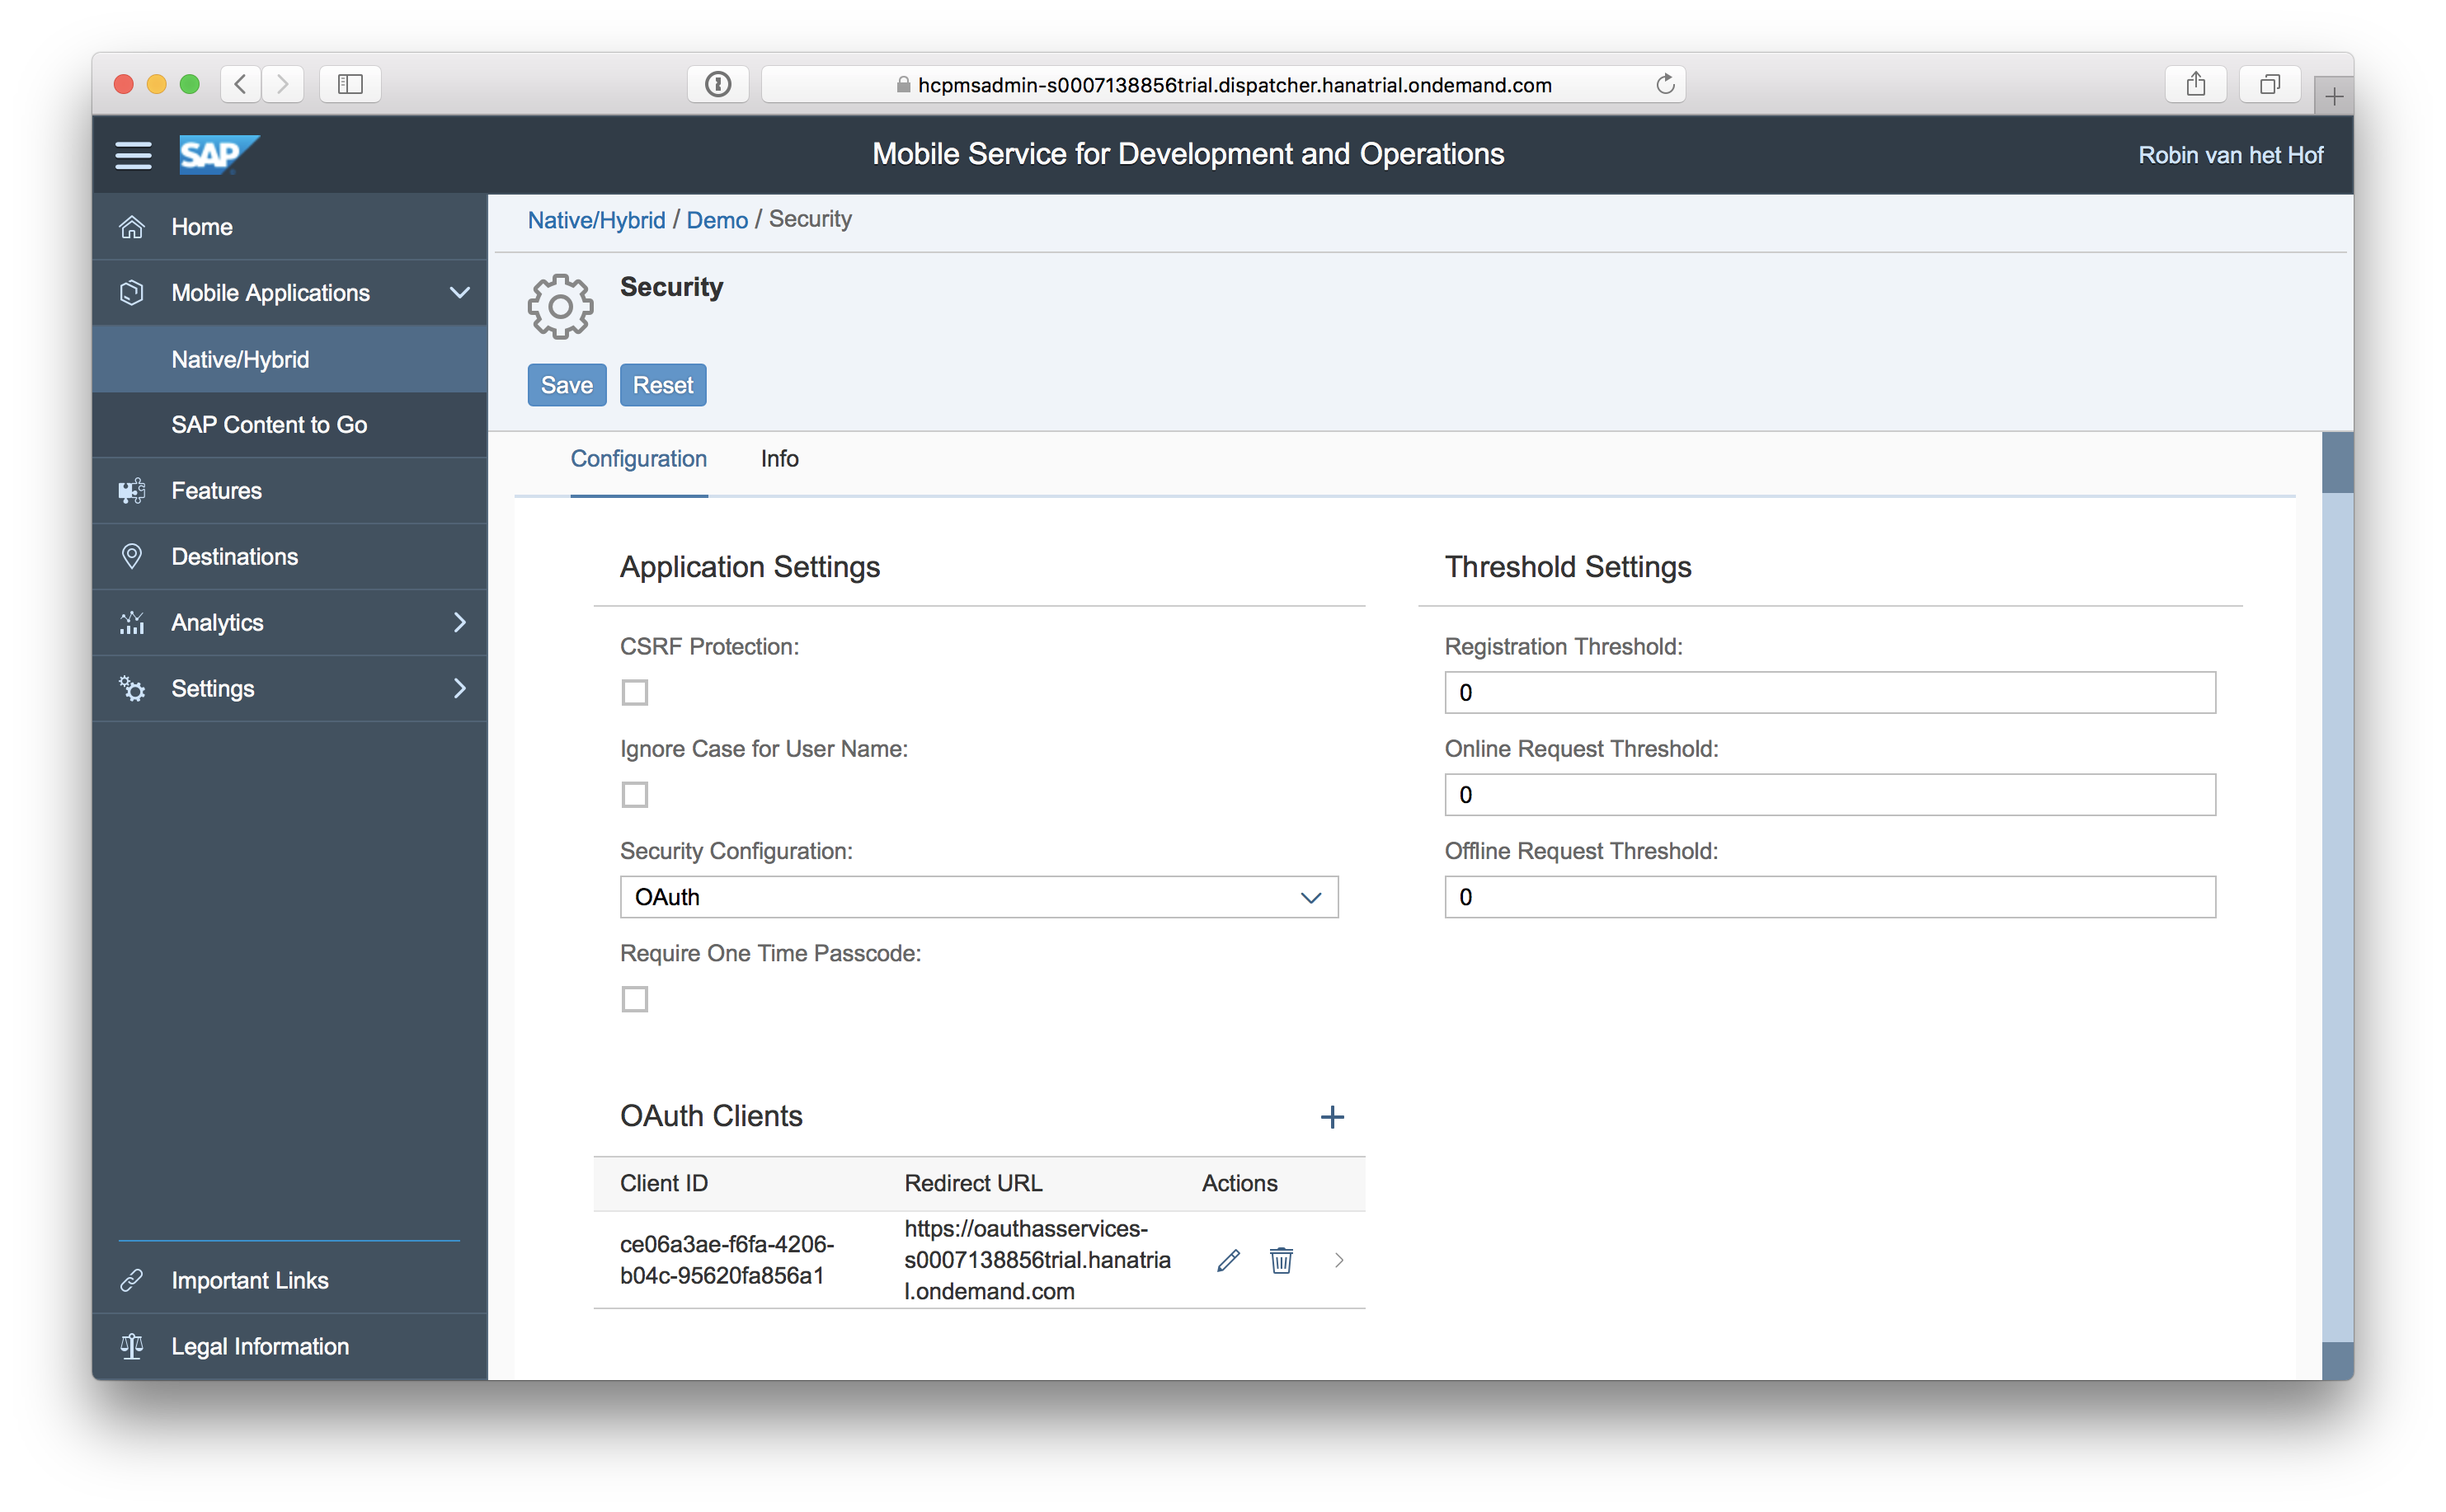 hcpmsadmin-s0007138856trial.dispatcher.hanatrial.ondemand.com
SAP
Mobile Service for Development and Operations
Robin van het Hof
Home
Mobile Applications
Native/Hybrid
SAP Content to Go
Features
Destinations
Analytics
Settings
Important Links
Legal Information
Native/Hybrid / Demo / Security
Security
Save Reset
Configuration Info
Application Settings
CSRF Protection:
Ignore Case for User Name:
Security Configuration:
OAuth
Require One Time Passcode:
Threshold Settings
Registration Threshold:
0
Online Request Threshold:
0
Offline Request Threshold:
0
OAuth Clients
Client ID Redirect URL Actions
ce06a3ae-f6fa-4206-
b04c-95620fa856a1
https://oauthasservices-
s0007138856trial.hanatria
l.ondemand.com